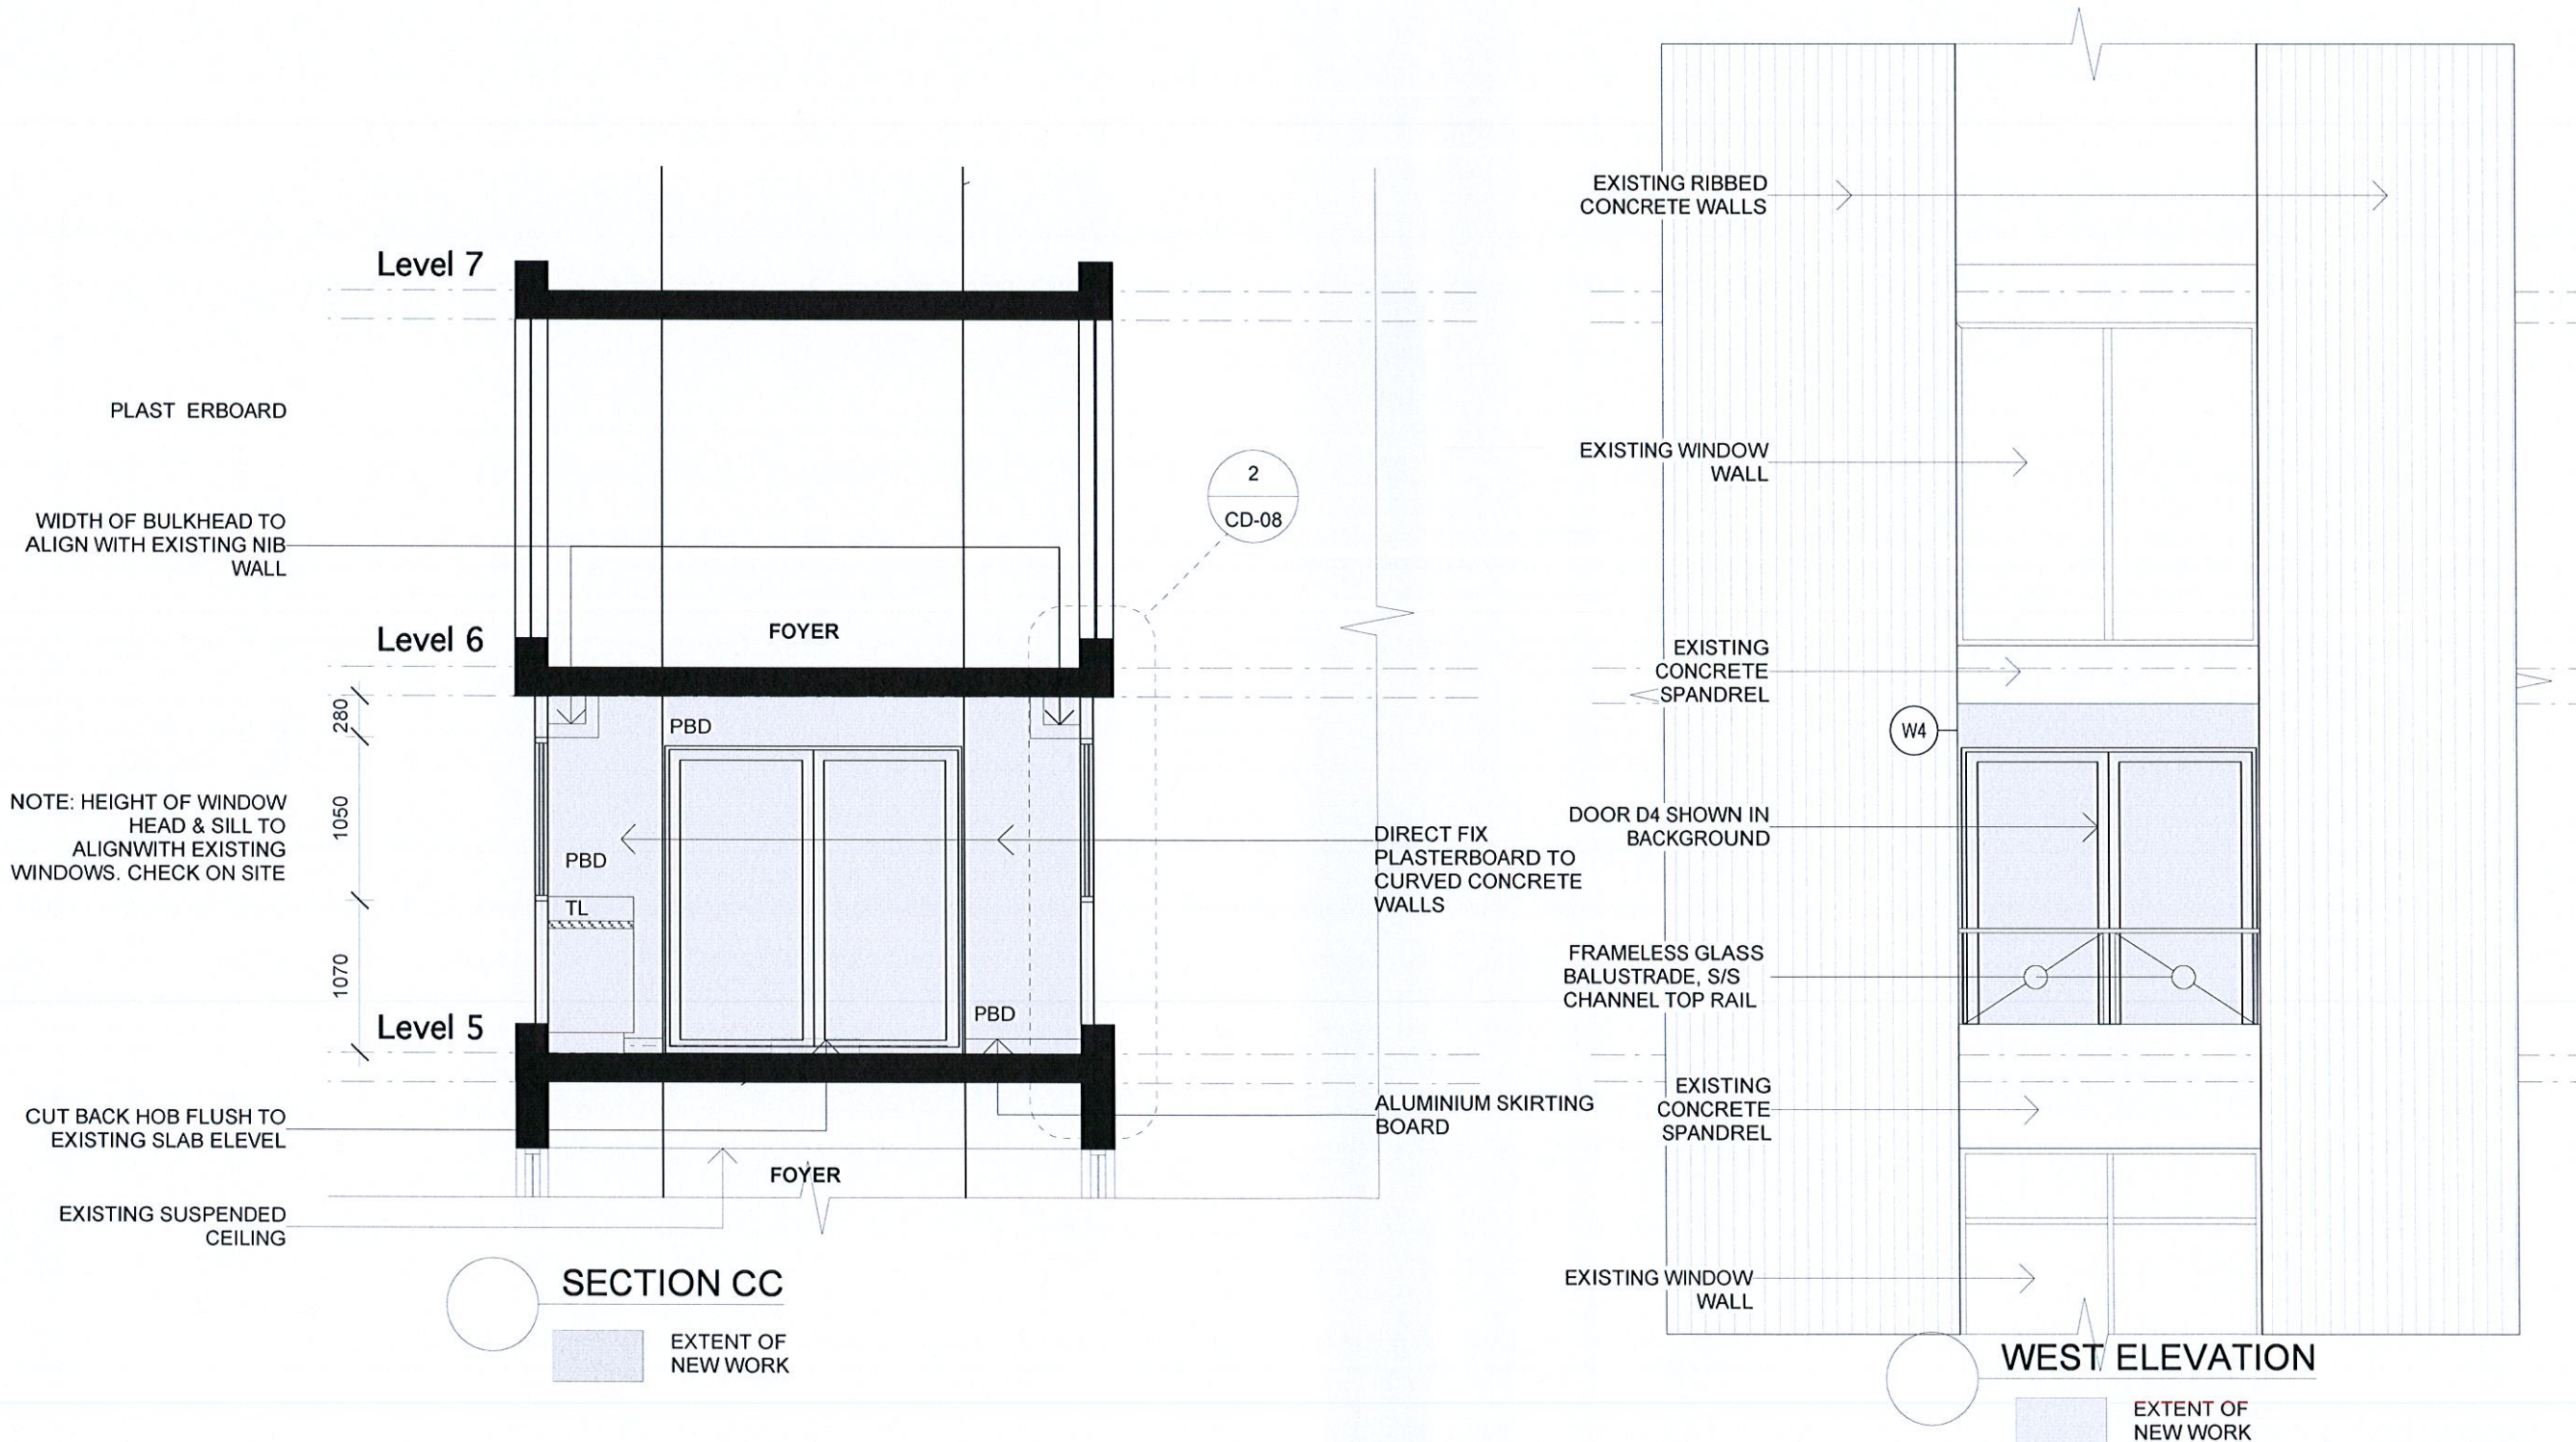 Level 7
PLAST ERBOARD
WIDTH OF BULKHEAD TO
ALIGN WITH EXISTING NIB
WALL
2
CD-08
FOYER
Level 6
280
PBD
NOTE: HEIGHT OF WINDOW
HEAD & SILL TO
ALIGNWITH EXISTING
WINDOWS. CHECK ON SITE
1050
PBD
TL
DIRECT FIX
PLASTERBOARD TO
CURVED CONCRETE
WALLS
1070
PBD
Level 5
CUT BACK HOB FLUSH TO
EXISTING SLAB ELEVEL
ALUMINIUM SKIRTING
BOARD
FOYER
EXISTING SUSPENDED
CEILING
SECTION CC
EXTENT OF
NEW WORK
EXISTING RIBBED
CONCRETE WALLS
EXISTING WINDOW
WALL
EXISTING
CONCRETE
SPANDREL
W4
DOOR D4 SHOWN IN
BACKGROUND
FRAMELESS GLASS
BALUSTRADE, S/S
CHANNEL TOP RAIL
EXISTING
CONCRETE
SPANDREL
EXISTING WINDOW
WALL
WEST ELEVATION
EXTENT OF
NEW WORK